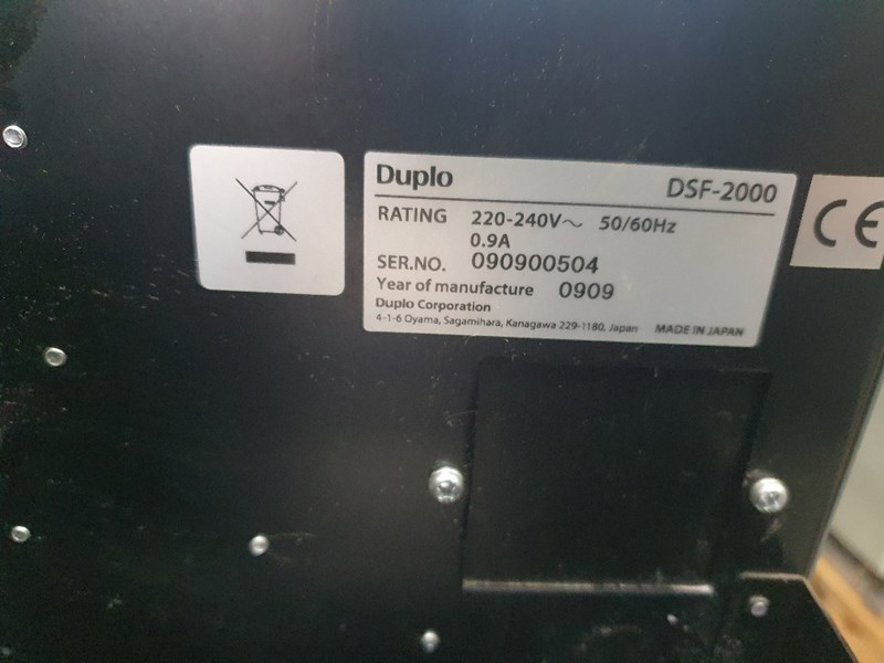 Duplo DSF-2000
RATING 220-240V～ 50/60Hz
0.9A
SER.NO. 090900504
Year of manufacture 0909
Duplo Corporation
4-1-6 Oyama, Sagamihara, Kanagawa 229-1180, Japan MADE IN JAPAN
CE